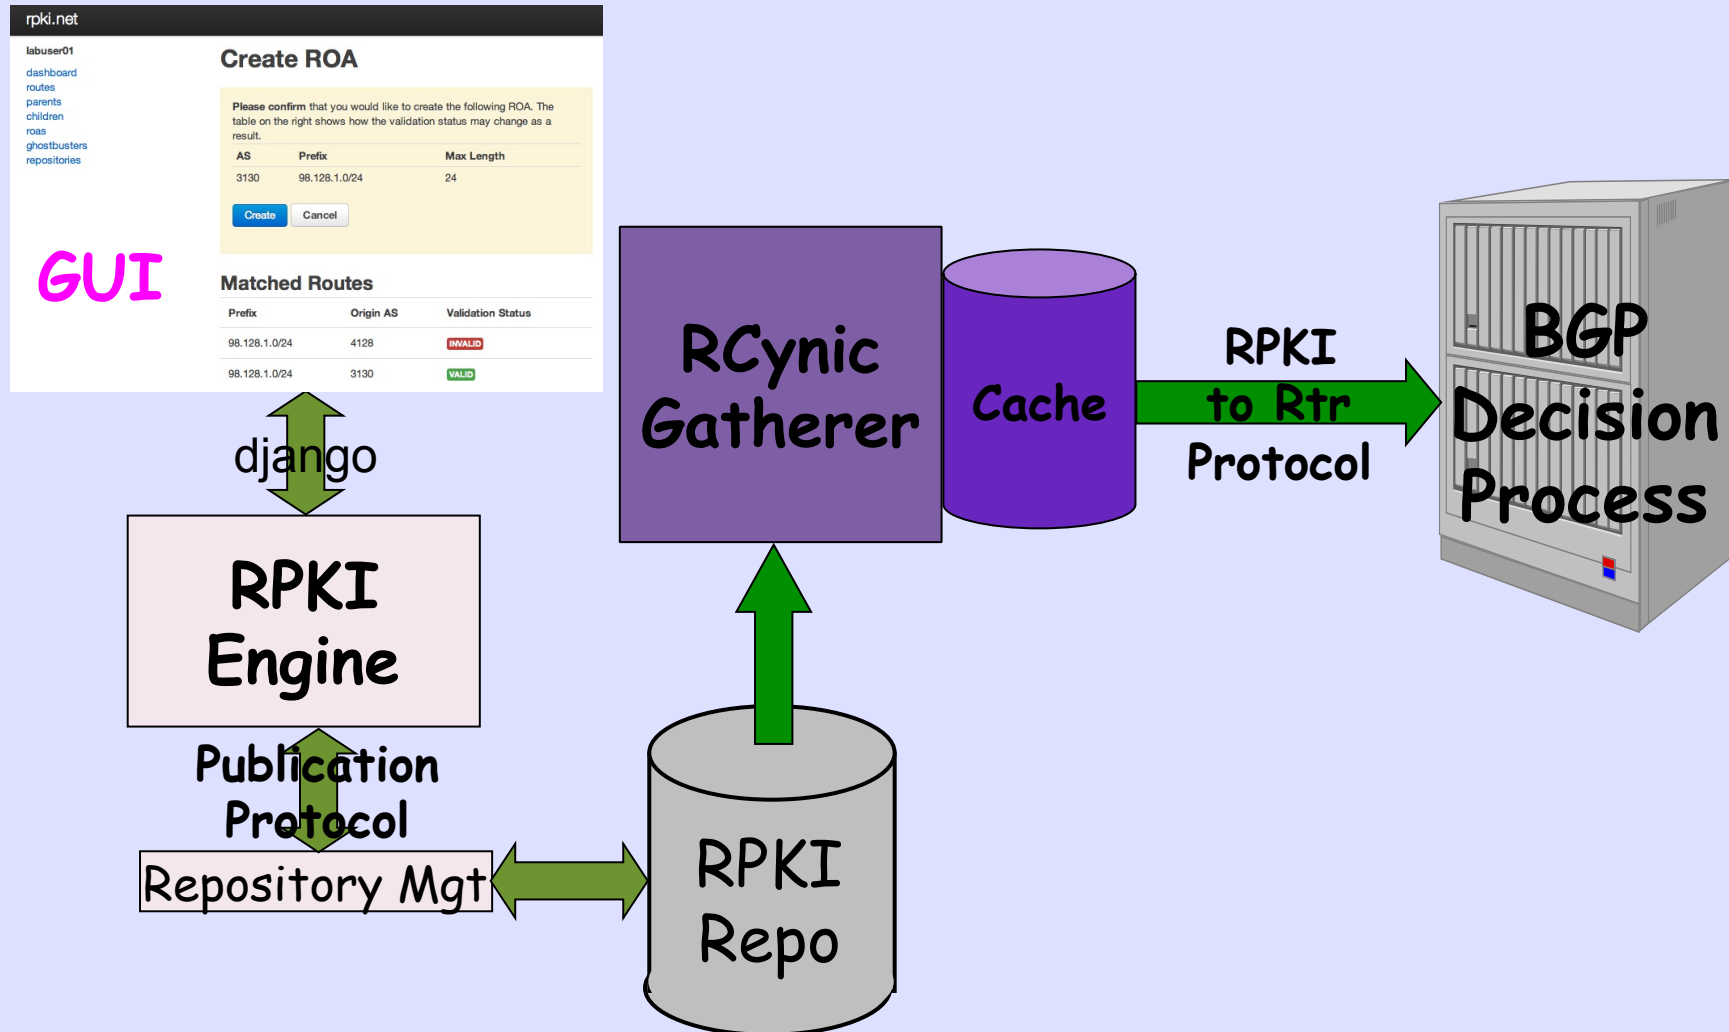 rpki.net
labuser01
dashboard
routes
parents
children
roas
ghostbusters
repositories
Create ROA
Please confirm that you would like to create the following ROA. The
table on the right shows how the validation status may change as a
result.
AS Prefix Max Length
3130 98.128.1.0/24 24
Create Cancel
GUI
Matched Routes
Prefix Origin AS Validation Status
98.128.1.0/24 4128 INVALID
98.128.1.0/24 3130 VALID
django
RPKI
Engine
Publication
Protocol
Repository Mgt
RPKI
Repo
RCynic
Gatherer
Cache
RPKI
to Rtr
Protocol
BGP
Decision
Process